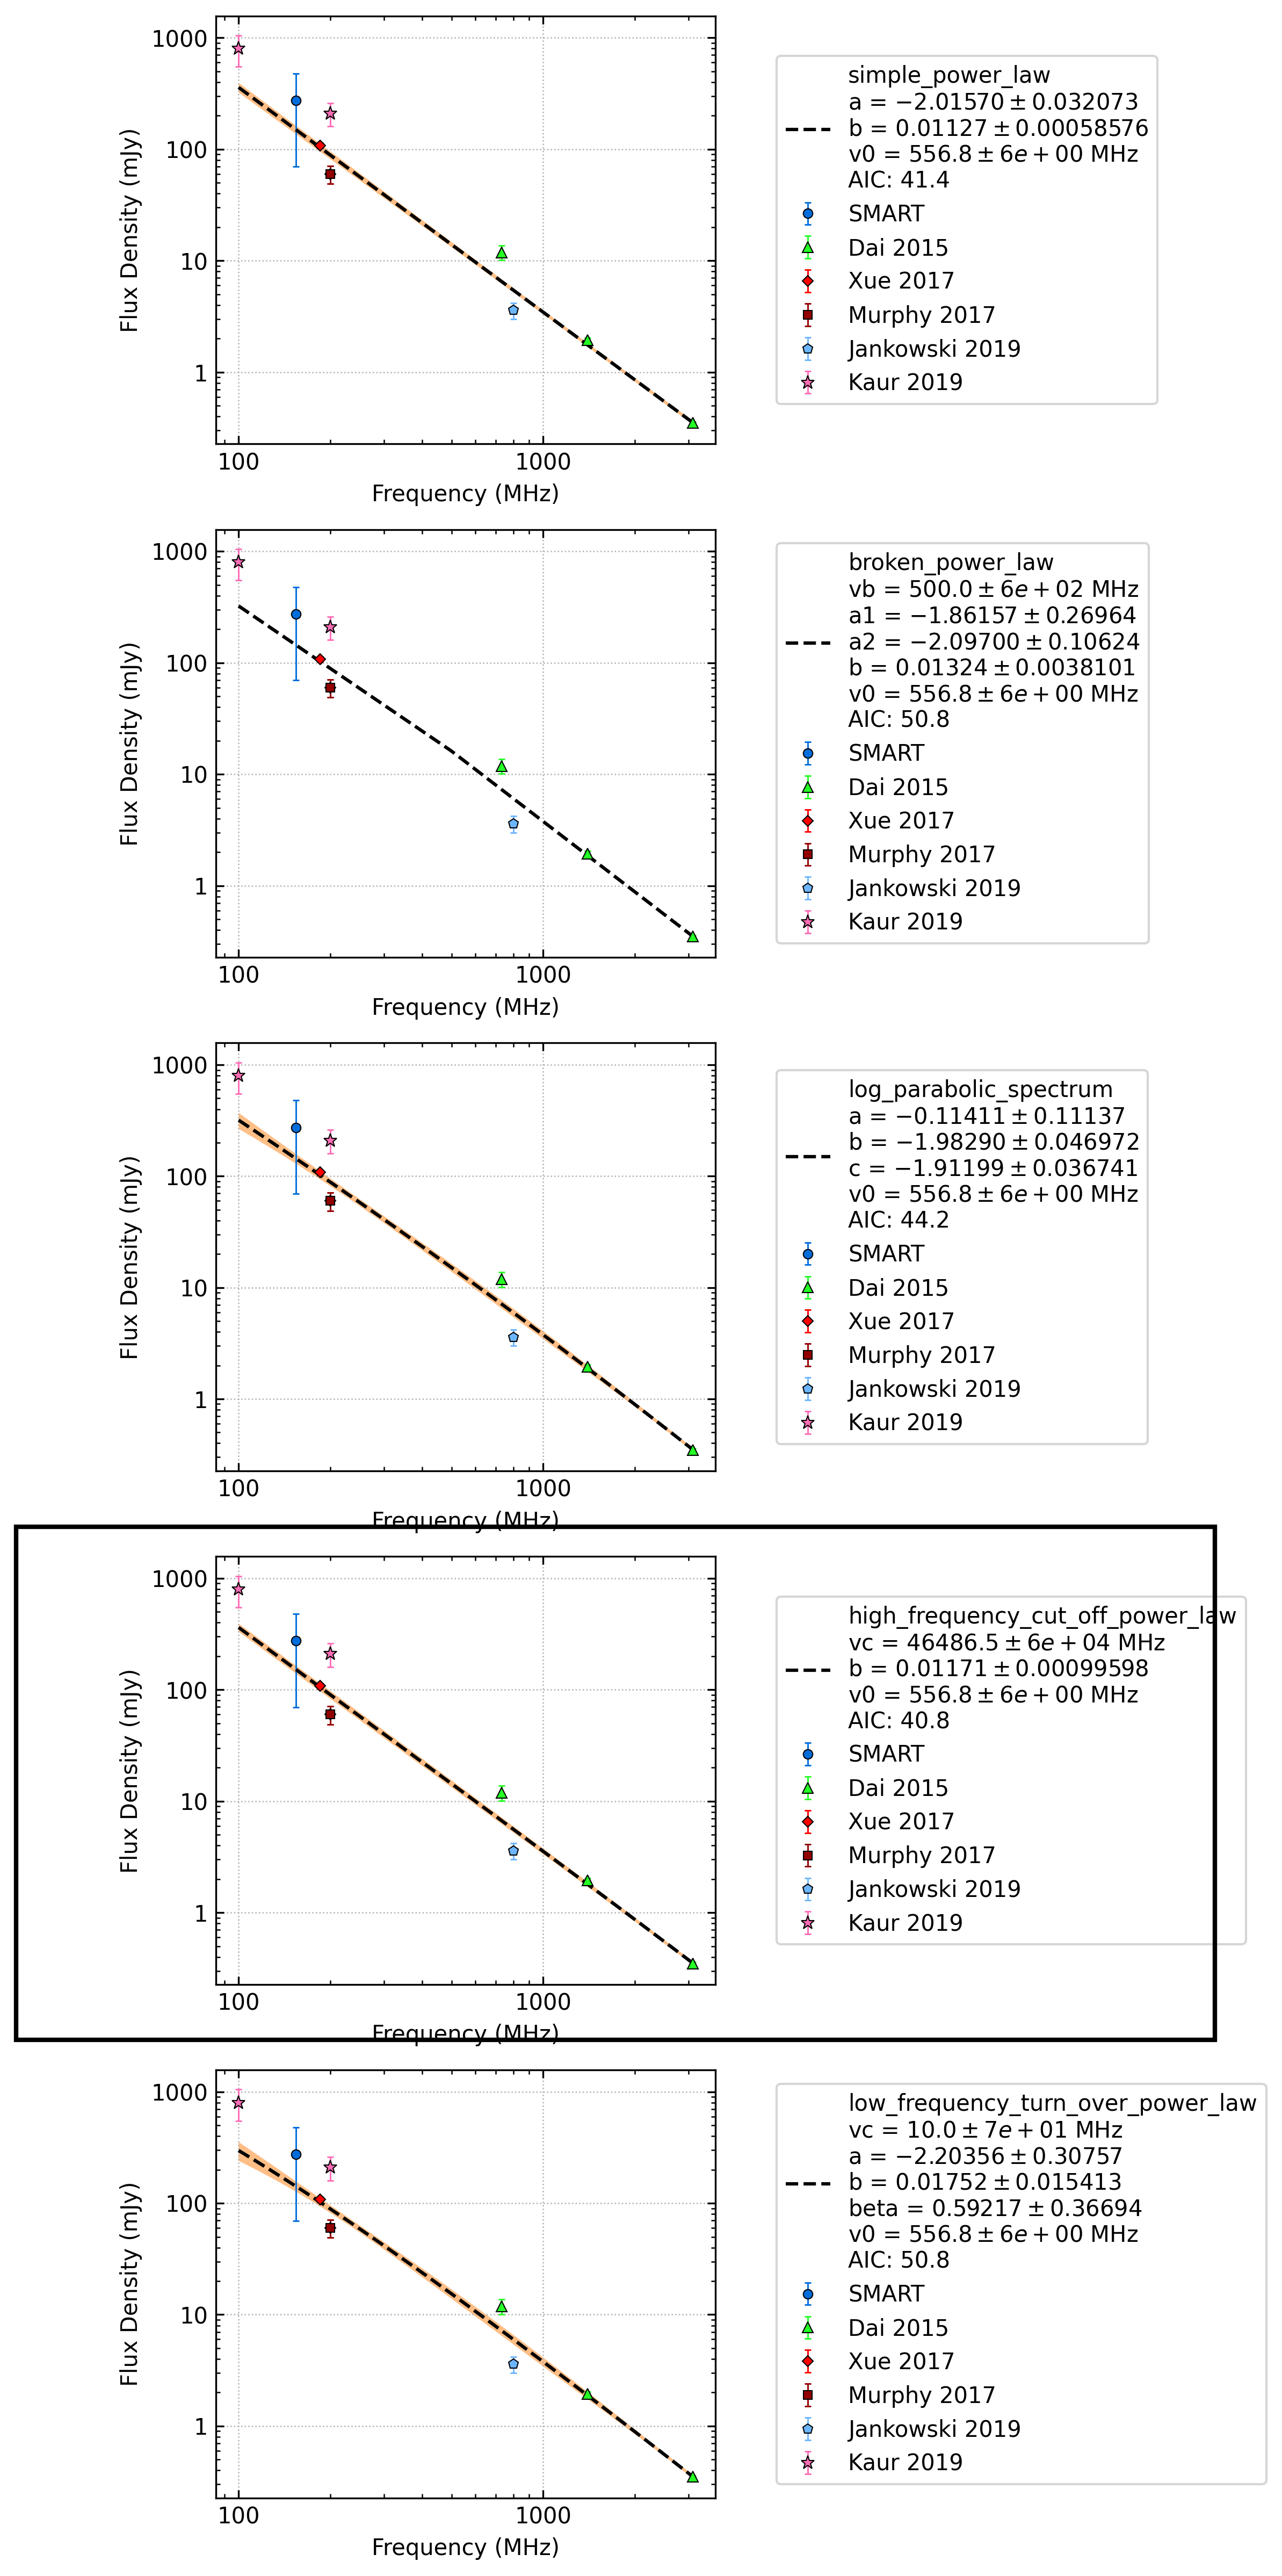 1000
100
10
1
Flux Density (mJy)
100
1000
Frequency (MHz)
simple_power_law
a = −2.01570 ± 0.032073
b = 0.01127 ± 0.00058576
v0 = 556.8 ± 6e + 00 MHz
AIC: 41.4
SMART
Dai 2015
Xue 2017
Murphy 2017
Jankowski 2019
Kaur 2019
1000
100
10
1
Flux Density (mJy)
100
1000
Frequency (MHz)
broken_power_law
vb = 500.0 ± 6e + 02 MHz
a1 = −1.86157 ± 0.26964
a2 = −2.09700 ± 0.10624
b = 0.01324 ± 0.0038101
v0 = 556.8 ± 6e + 00 MHz
AIC: 50.8
SMART
Dai 2015
Xue 2017
Murphy 2017
Jankowski 2019
Kaur 2019
1000
100
10
1
Flux Density (mJy)
100
1000
Frequency (MHz)
log_parabolic_spectrum
a = −0.11411 ± 0.11137
b = −1.98290 ± 0.046972
c = −1.91199 ± 0.036741
v0 = 556.8 ± 6e + 00 MHz
AIC: 44.2
SMART
Dai 2015
Xue 2017
Murphy 2017
Jankowski 2019
Kaur 2019
1000
100
10
1
Flux Density (mJy)
100
1000
Frequency (MHz)
high_frequency_cut_off_power_law
vc = 46486.5 ± 6e + 04 MHz
b = 0.01171 ± 0.00099598
v0 = 556.8 ± 6e + 00 MHz
AIC: 40.8
SMART
Dai 2015
Xue 2017
Murphy 2017
Jankowski 2019
Kaur 2019
1000
100
10
1
Flux Density (mJy)
100
1000
Frequency (MHz)
low_frequency_turn_over_power_law
vc = 10.0 ± 7e + 01 MHz
a = −2.20356 ± 0.30757
b = 0.01752 ± 0.015413
beta = 0.59217 ± 0.36694
v0 = 556.8 ± 6e + 00 MHz
AIC: 50.8
SMART
Dai 2015
Xue 2017
Murphy 2017
Jankowski 2019
Kaur 2019